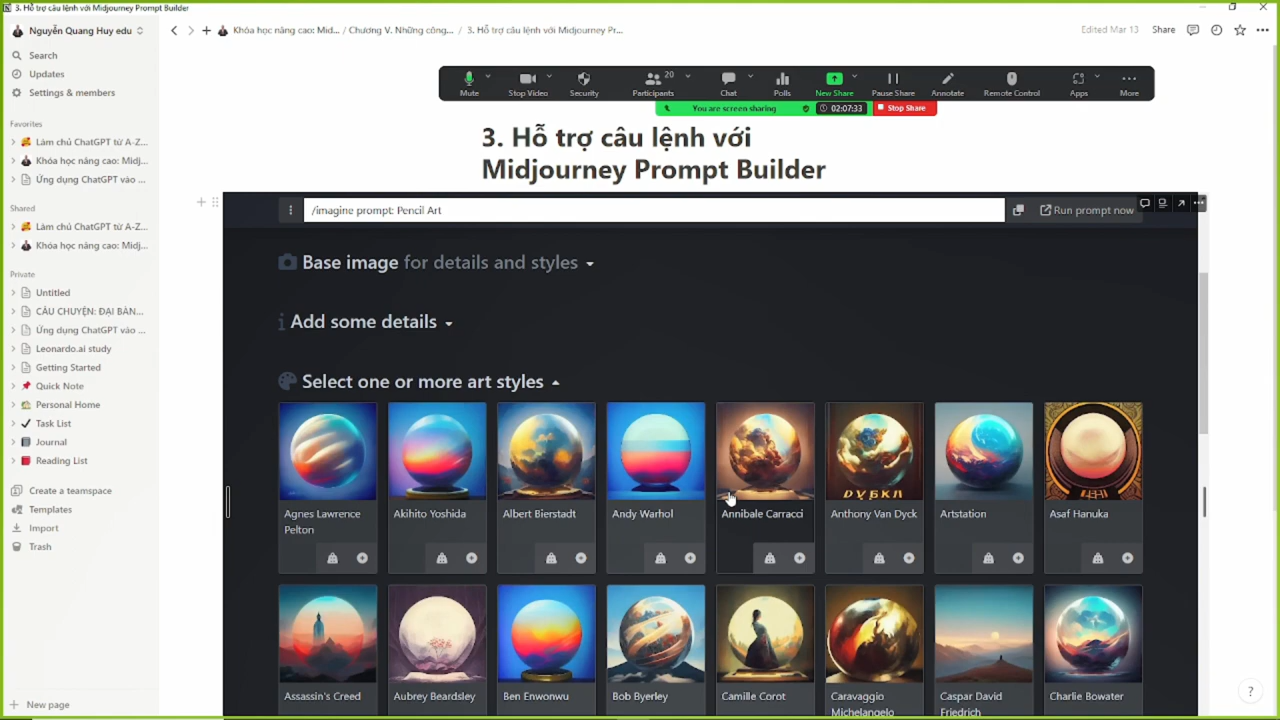 3. Hỗ trợ câu lệnh với Midjourney Prompt Builder
Nguyễn Quang Huy edu
Khóa học nâng cao: Mid... / Chương V. Những công... / 3. Hỗ trợ câu lệnh với Midjourney Pr...
Edited Mar 13
Share
Search
Updates
Settings & members
Favorites
Làm chủ ChatGPT từ A-Z...
Khóa học nâng cao: Midj...
Ứng dụng ChatGPT vào ...
Shared
Làm chủ ChatGPT từ A-Z...
Khóa học nâng cao: Midj...
Private
Untitled
CÂU CHUYỆN: ĐẠI BÀN...
Ứng dụng ChatGPT vào ...
Leonardo.ai study
Getting Started
Quick Note
Personal Home
Task List
Journal
Reading List
Create a teamspace
Templates
Import
Trash
New page
Mute
Stop Video
Security
20
Participants
Chat
Polls
New Share
Pause Share
Annotate
Remote Control
Apps
More
You are screen sharing
02:07:33
Stop Share
3. Hỗ trợ câu lệnh với
Midjourney Prompt Builder
/imagine prompt: Pencil Art
Run prompt now
Base image for details and styles
Add some details
Select one or more art styles
Agnes Lawrence
Pelton
Akihito Yoshida
Albert Bierstadt
Andy Warhol
Annibale Carracci
Anthony Van Dyck
Artstation
Asaf Hanuka
Assassin's Creed
Aubrey Beardsley
Ben Enwonwu
Bob Byerley
Camille Corot
Caravaggio
Michelangelo
Caspar David
Friedrich
Charlie Bowater
?